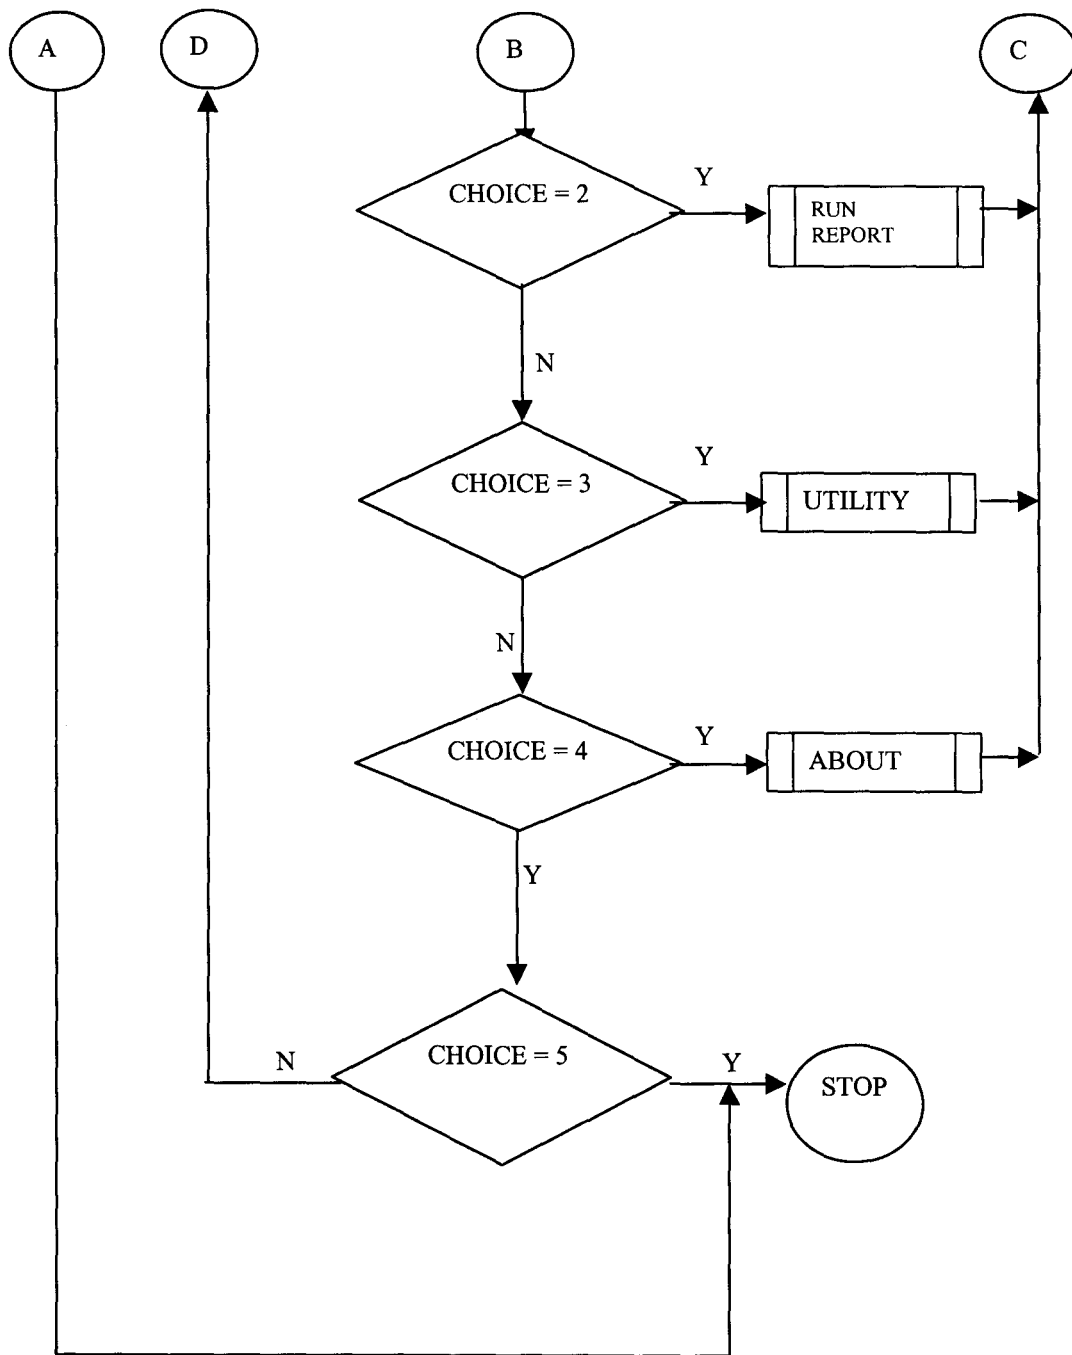 A
D
B
C
CHOICE = 2
Y
RUN
REPORT
N
CHOICE = 3
Y
UTILITY
N
CHOICE = 4
Y
ABOUT
Y
CHOICE = 5
N
Y
STOP